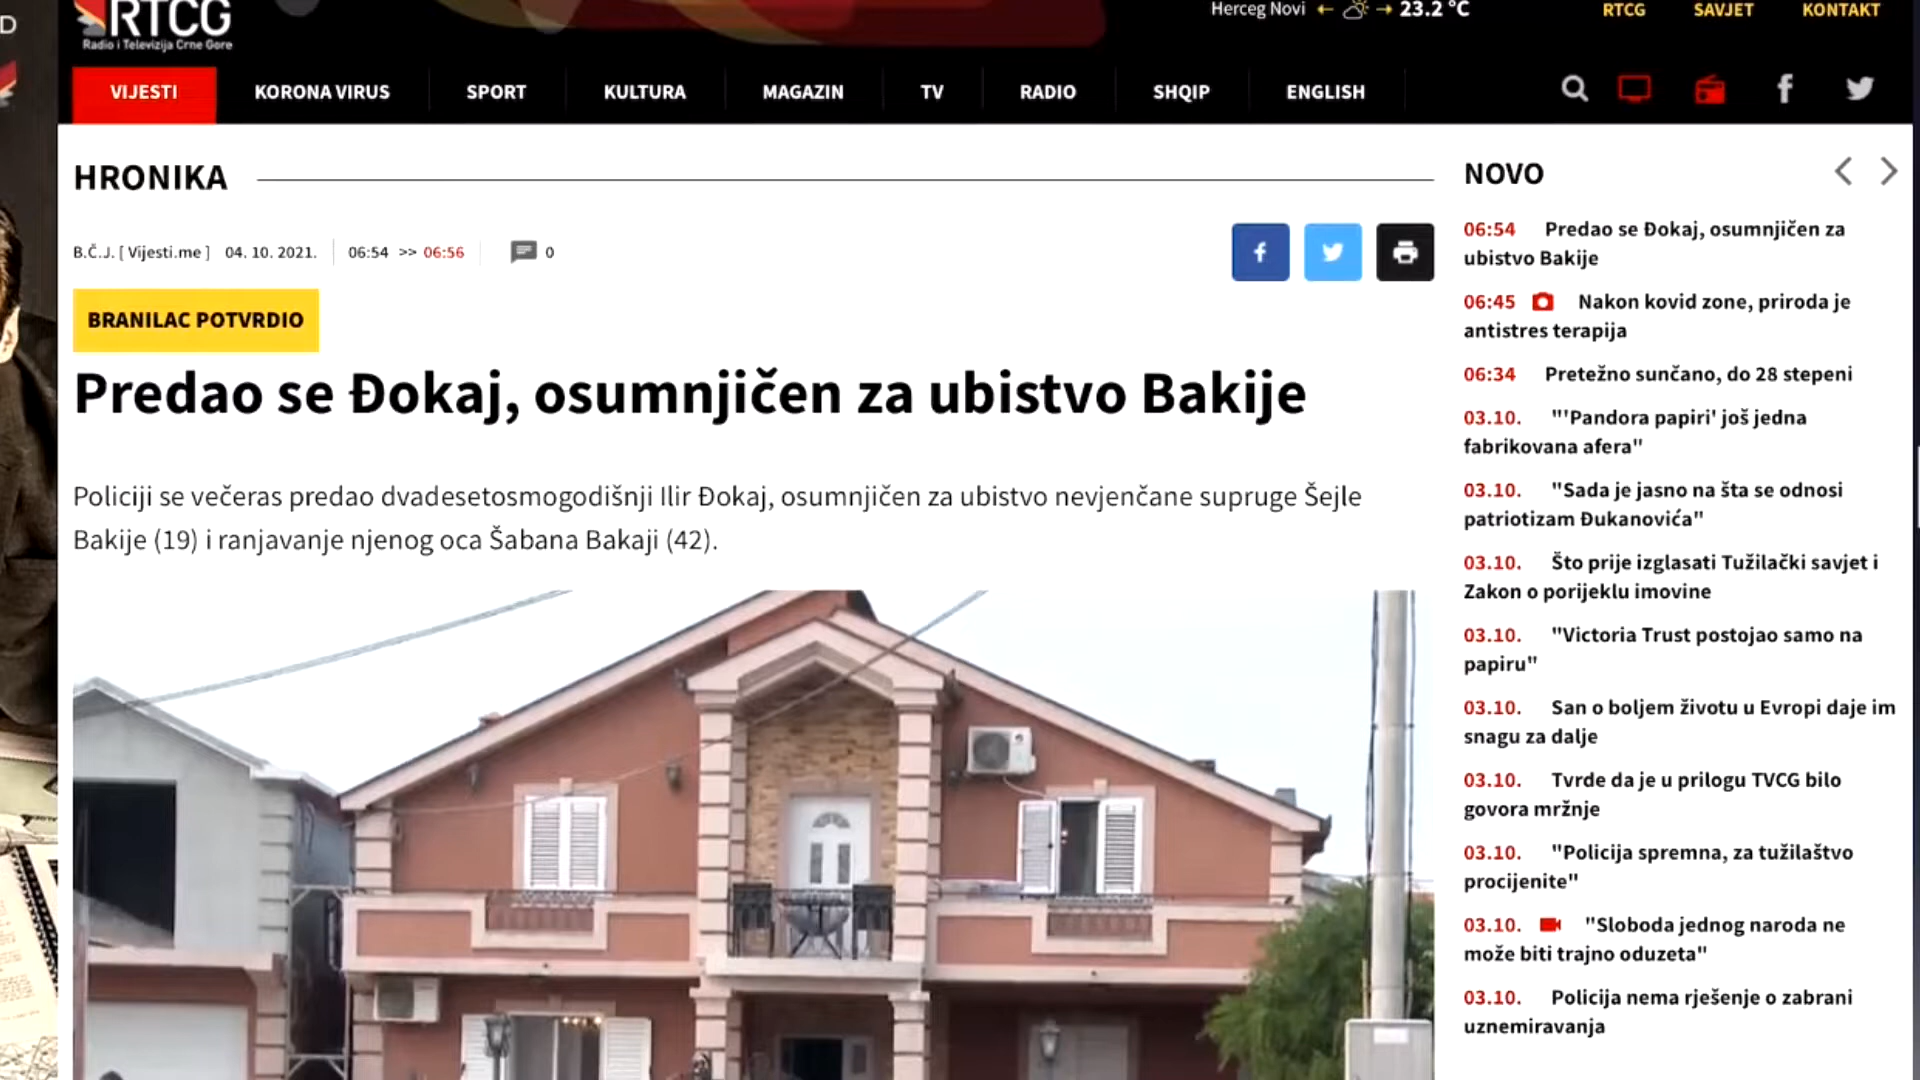 D
RTCG
Radio i Televizija Crne Gore
Herceg Novi
23.2 °C
RTCG
SAVJET
KONTAKT
VIJESTI
KORONA VIRUS
SPORT
KULTURA
MAGAZIN
TV
RADIO
SHQIP
ENGLISH
HRONIKA
B.Č.J. [ Vijesti.me ] 04. 10. 2021. 06:54 >> 06:56 0
BRANILAC POTVRDIO
Predao se Đokaj, osumnjičen za ubistvo Bakije
Policiji se večeras predao dvadesetosmogodišnji Ilir Đokaj, osumnjičen za ubistvo nevjenčane supruge Šejle
Bakije (19) i ranjavanje njenog oca Šabana Bakaji (42).
NOVO
06:54 Predao se Đokaj, osumnjičen za
ubistvo Bakije
06:45 Nakon kovid zone, priroda je
antistres terapija
06:34 Pretežno sunčano, do 28 stepeni
03.10. "'Pandora papiri' još jedna
fabrikovana afera"
03.10. "Sada je jasno na šta se odnosi
patriotizam Đukanovića"
03.10. Što prije izglasati Tužilački savjet i
Zakon o porijeklu imovine
03.10. "Victoria Trust postojao samo na
papiru"
03.10. San o boljem životu u Evropi daje im
snagu za dalje
03.10. Tvrde da je u prilogu TVCG bilo
govora mržnje
03.10. "Policija spremna, za tužilaštvo
procijenite"
03.10. "Sloboda jednog naroda ne
može biti trajno oduzeta"
03.10. Policija nema rješenje o zabrani
uznemiravanja